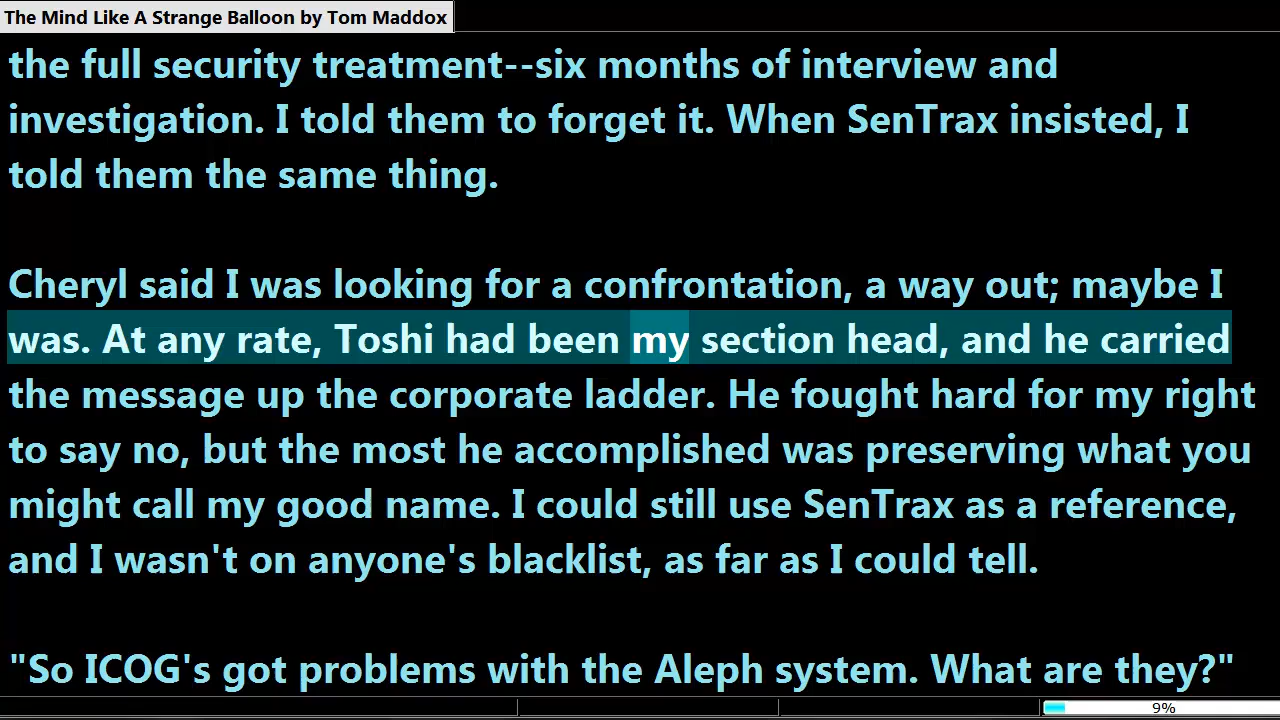 The Mind Like A Strange Balloon by Tom Maddox
the full security treatment--six months of interview and
investigation. I told them to forget it. When SenTrax insisted, I
told them the same thing.
Cheryl said I was looking for a confrontation, a way out; maybe I
was. At any rate, Toshi had been my section head, and he carried
the message up the corporate ladder. He fought hard for my right
to say no, but the most he accomplished was preserving what you
might call my good name. I could still use SenTrax as a reference,
and I wasn't on anyone's blacklist, as far as I could tell.
"So ICOG's got problems with the Aleph system. What are they?"
9%